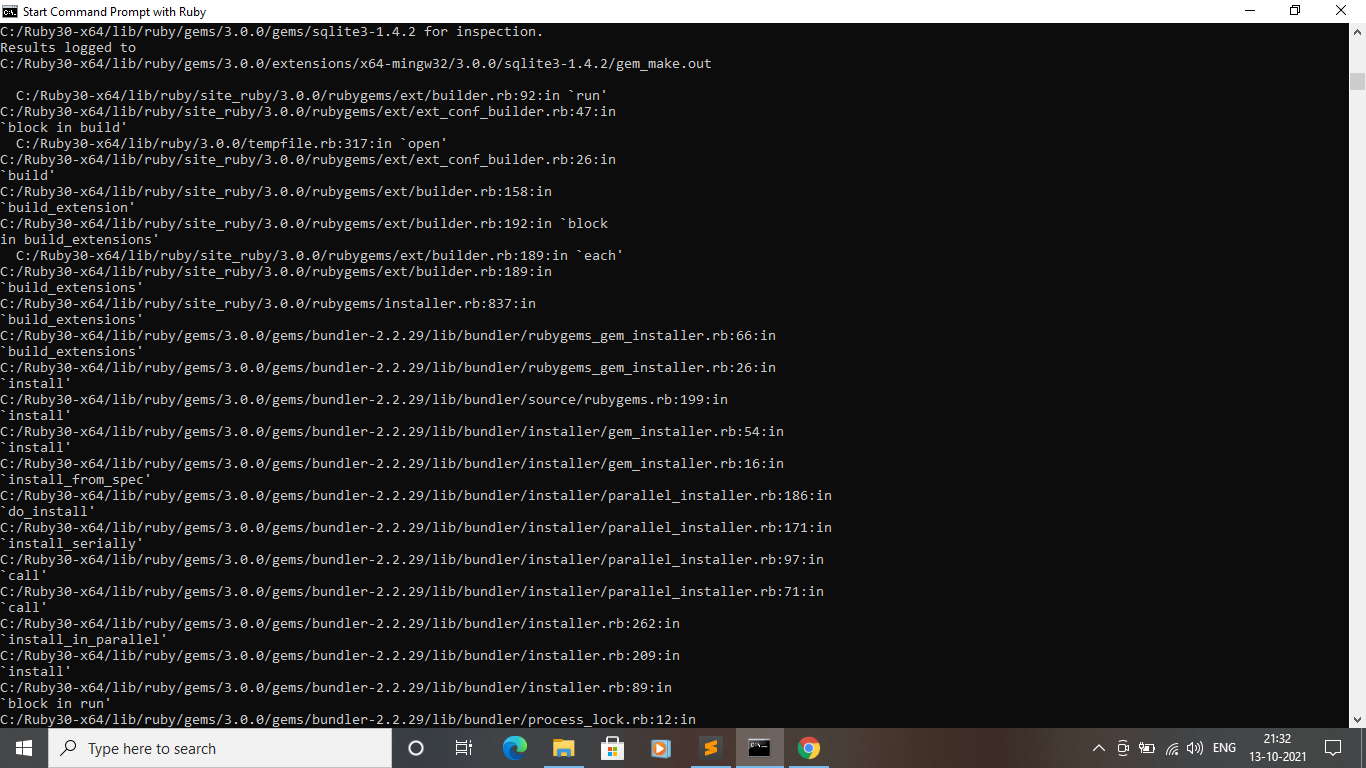 Start Command Prompt with Ruby
C:/Ruby30-x64/lib/ruby/gems/3.0.0/gems/sqlite3-1.4.2 for inspection.
Results logged to
C:/Ruby30-x64/lib/ruby/gems/3.0.0/extensions/x64-mingw32/3.0.0/sqlite3-1.4.2/gem_make.out
C:/Ruby30-x64/lib/ruby/site_ruby/3.0.0/rubygems/ext/builder.rb:92:in `run'
C:/Ruby30-x64/lib/ruby/site_ruby/3.0.0/rubygems/ext/ext_conf_builder.rb:47:in
`block in build'
C:/Ruby30-x64/lib/ruby/3.0.0/tempfile.rb:317:in `open'
C:/Ruby30-x64/lib/ruby/site_ruby/3.0.0/rubygems/ext/ext_conf_builder.rb:26:in
`build'
C:/Ruby30-x64/lib/ruby/site_ruby/3.0.0/rubygems/ext/builder.rb:158:in
`build_extension'
C:/Ruby30-x64/lib/ruby/site_ruby/3.0.0/rubygems/ext/builder.rb:192:in `block
in build_extensions'
C:/Ruby30-x64/lib/ruby/site_ruby/3.0.0/rubygems/ext/builder.rb:189:in `each'
C:/Ruby30-x64/lib/ruby/site_ruby/3.0.0/rubygems/ext/builder.rb:189:in
`build_extensions'
C:/Ruby30-x64/lib/ruby/site_ruby/3.0.0/rubygems/installer.rb:837:in
`build_extensions'
C:/Ruby30-x64/lib/ruby/gems/3.0.0/gems/bundler-2.2.29/lib/bundler/rubygems_gem_installer.rb:66:in
`build_extensions'
C:/Ruby30-x64/lib/ruby/gems/3.0.0/gems/bundler-2.2.29/lib/bundler/rubygems_gem_installer.rb:26:in
`install'
C:/Ruby30-x64/lib/ruby/gems/3.0.0/gems/bundler-2.2.29/lib/bundler/source/rubygems.rb:199:in
`install'
C:/Ruby30-x64/lib/ruby/gems/3.0.0/gems/bundler-2.2.29/lib/bundler/installer/gem_installer.rb:54:in
`install'
C:/Ruby30-x64/lib/ruby/gems/3.0.0/gems/bundler-2.2.29/lib/bundler/installer/gem_installer.rb:16:in
`install_from_spec'
C:/Ruby30-x64/lib/ruby/gems/3.0.0/gems/bundler-2.2.29/lib/bundler/installer/parallel_installer.rb:186:in
`do_install'
C:/Ruby30-x64/lib/ruby/gems/3.0.0/gems/bundler-2.2.29/lib/bundler/installer/parallel_installer.rb:171:in
`install_serially'
C:/Ruby30-x64/lib/ruby/gems/3.0.0/gems/bundler-2.2.29/lib/bundler/installer/parallel_installer.rb:97:in
`call'
C:/Ruby30-x64/lib/ruby/gems/3.0.0/gems/bundler-2.2.29/lib/bundler/installer/parallel_installer.rb:71:in
`call'
C:/Ruby30-x64/lib/ruby/gems/3.0.0/gems/bundler-2.2.29/lib/bundler/installer.rb:262:in
`install_in_parallel'
C:/Ruby30-x64/lib/ruby/gems/3.0.0/gems/bundler-2.2.29/lib/bundler/installer.rb:209:in
`install'
C:/Ruby30-x64/lib/ruby/gems/3.0.0/gems/bundler-2.2.29/lib/bundler/installer.rb:89:in
`block in run'
C:/Ruby30-x64/lib/ruby/gems/3.0.0/gems/bundler-2.2.29/lib/bundler/process_lock.rb:12:in
Type here to search
ENG
21:32
13-10-2021